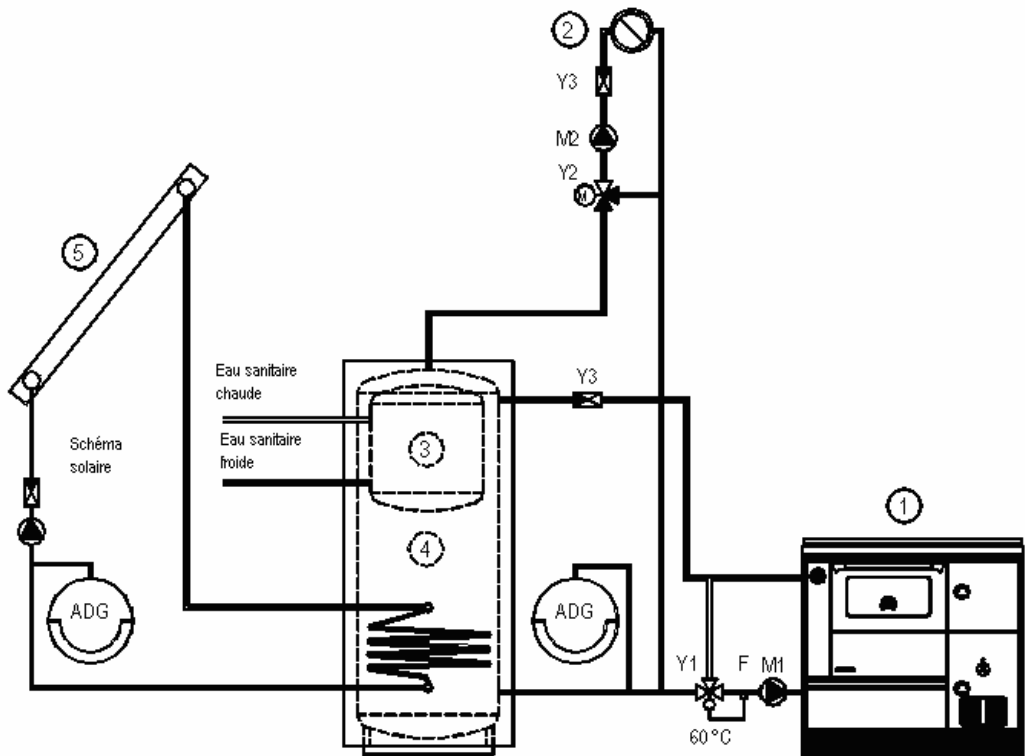 2
Y3
M2
Y2
M
5
Eau sanitaire
chaude
Y3
Eau sanitaire
froide
3
Schéma
solaire
1
4
ADG
ADG
Y1
F
M1
60°C